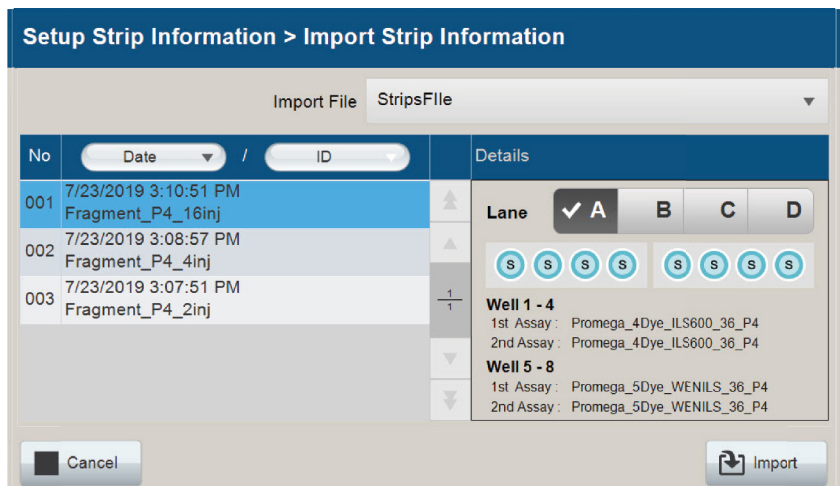 Setup Strip Information > Import Strip Information
Import File StripsFIle
No Date / ID Details
001 7/23/2019 3:10:51 PM
Fragment_P4_16inj
002 7/23/2019 3:08:57 PM
Fragment_P4_4inj
003 7/23/2019 3:07:51 PM
Fragment_P4_2inj
1
1
Lane A B C D
S S S S S S S S
Well 1 - 4
1st Assay : Promega_4Dye_ILS600_36_P4
2nd Assay : Promega_4Dye_ILS600_36_P4
Well 5 - 8
1st Assay : Promega_5Dye_WENILS_36_P4
2nd Assay : Promega_5Dye_WENILS_36_P4
Cancel Import